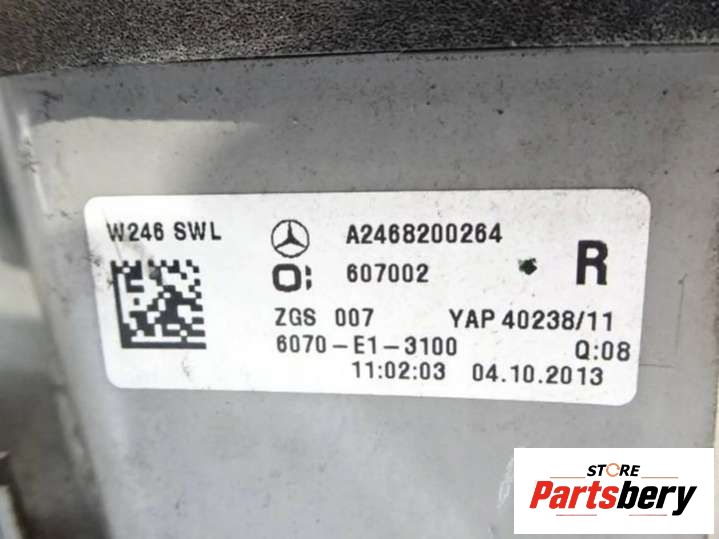 W246 SWL A2468200264
607002 R
ZGS 007 YAP 40238/11
6070-E1-3100 Q:08
11:02:03 04.10.2013
STORE
Partsbery